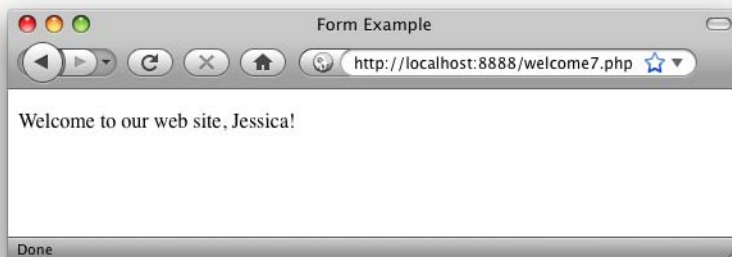 Form Example
http://localhost:8888/welcome7.php
Welcome to our web site, Jessica!
Done